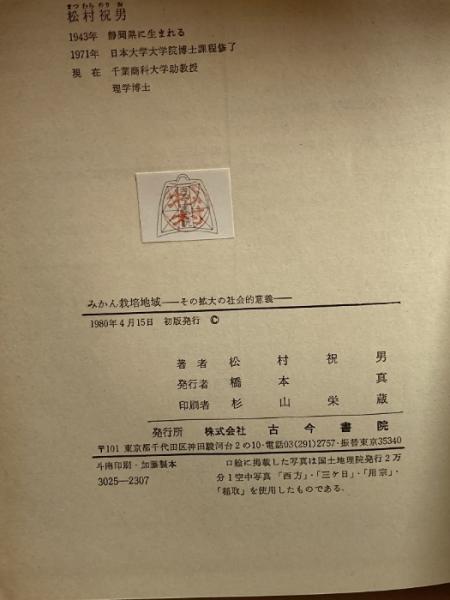 まつ むら のり お
松村祝男
1943年 静岡県に生まれる
1971年 日本大学大学院博士課程修了
現 在 千葉商科大学助教授
理学博士
松村
みかん栽培地域——その拡大の社会的意義——
1980年4月15日 初版発行 ©
著 者 松 村 祝 男
発行者 橋 本 真
印刷者 杉 山 栄 蔵
発行所 株式会社 古 今 書 院
〒101 東京都千代田区神田駿河台2の10・電話03(291)2757・振替東京35340
斗南印刷・加藤製本
3025—2307
口絵に掲載した写真は国土地理院発行2万
分1空中写真「西方」・「三ケ日」・「用宗」・
「稲取」を使用したものである.